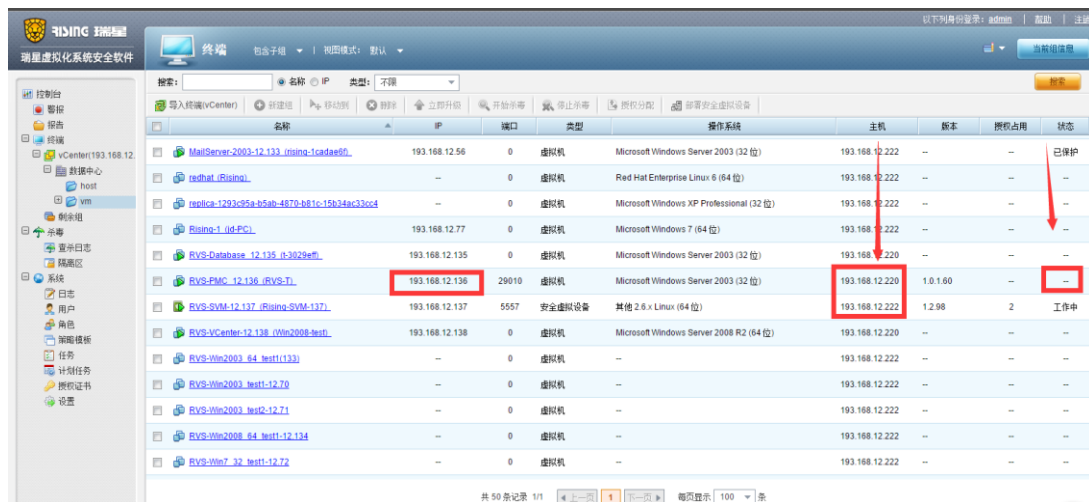 以下列身份登录: admin | 帮助 | 注销
RISING 瑞星
瑞星虚拟化系统安全软件
终端 包含子组 | 视图模式: 默认
当前组信息
搜索: 名称 IP 类型: 不限 搜索
导入终端(vCenter) 新建组 移动到 删除 立即升级 开始杀毒 停止杀毒 授权分配 部署安全虚拟设备
控制台
警报
报告
终端
vCenter(193.168.12.
数据中心
host
vm
剩余组
杀毒
查杀日志
隔离区
系统
日志
用户
角色
策略模板
任务
计划任务
授权证书
设置
名称 IP 端口 类型 操作系统 主机 版本 授权占用 状态
MailServer-2003-12.133 (rising-1cadae6f) 193.168.12.56 0 虚拟机 Microsoft Windows Server 2003 (32 位) 193.168.12.222 -- -- 已保护
redhat (Rising) -- 0 虚拟机 Red Hat Enterprise Linux 6 (64 位) 193.168.12.222 -- -- --
replica-1293c95a-b5ab-4870-b81c-15b34ac33cc4 -- 0 虚拟机 Microsoft Windows XP Professional (32 位) 193.168.12.222 -- -- --
Rising-1 (id-PC) 193.168.12.77 0 虚拟机 Microsoft Windows 7 (64 位) 193.168.12.222 -- -- --
RVS-Database_12.135 (t-3029eff) 193.168.12.135 0 虚拟机 Microsoft Windows Server 2003 (32 位) 193.168.12.220 -- -- --
RVS-PMC_12.136 (RVS-T) 193.168.12.136 29010 虚拟机 Microsoft Windows Server 2003 (32 位) 193.168.12.220 1.0.1.60 -- --
RVS-SVM-12.137 (Rising-SVM-137) 193.168.12.137 5557 安全虚拟设备 其他 2.6.x Linux (64 位) 193.168.12.222 1.2.98 2 工作中
RVS-VCenter-12.138 (Win2008-test) 193.168.12.138 0 虚拟机 Microsoft Windows Server 2008 R2 (64 位) 193.168.12.220 -- -- --
RVS-Win2003_64_test1(133) -- 0 虚拟机 -- 193.168.12.222 -- -- --
RVS-Win2003_test1-12.70 -- 0 虚拟机 -- 193.168.12.222 -- -- --
RVS-Win2003_test2-12.71 -- 0 虚拟机 -- 193.168.12.222 -- -- --
RVS-Win2008_64_test1-12.134 -- 0 虚拟机 -- 193.168.12.222 -- -- --
RVS-Win7_32_test1-12.72 -- 0 虚拟机 -- 193.168.12.222 -- -- --
共 50 条记录 1/1 上一页 1 下一页 每页显示 100 条